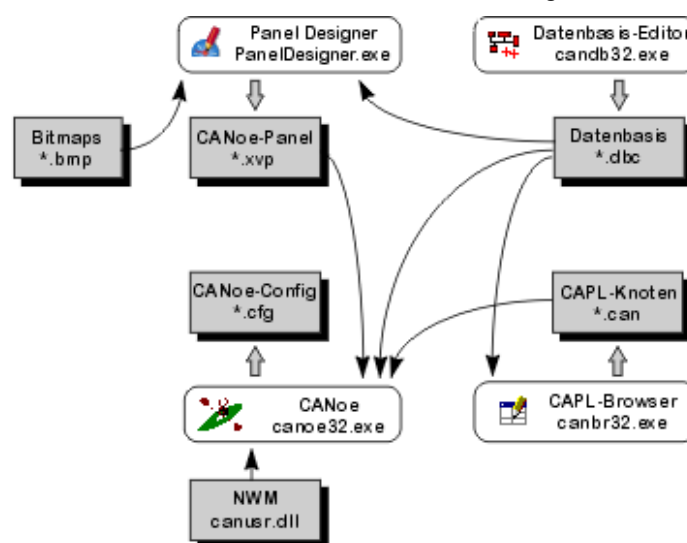 Panel Designer
PanelDesigner.exe
Datenbasis-Editor
candb32.exe
Bitmaps
*.bmp
CANoe-Panel
*.xvp
Datenbasis
*.dbc
CANoe-Config
*.cfg
CAPL-Knoten
*.can
CANoe
canoe32.exe
CAPL-Browser
canbr32.exe
NWM
canusr.dll